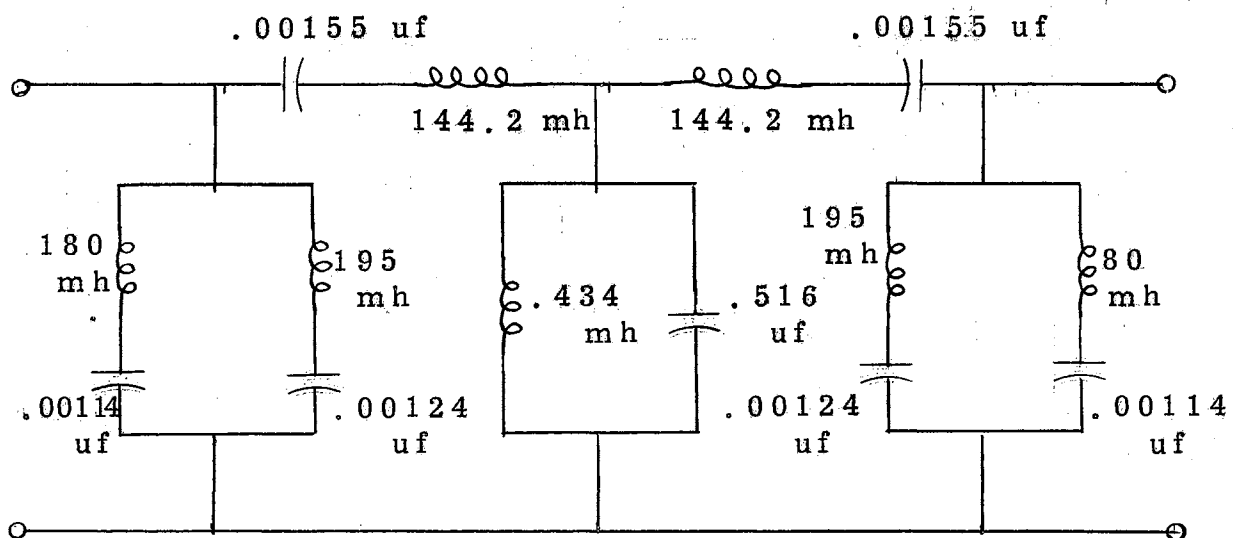 .00155 uf
.00155 uf
144.2 mh
144.2 mh
180
mh
195
mh
.434
mh
.516
uf
195
mh
80
mh
.00114
uf
.00124
uf
.00124
uf
.00114
uf